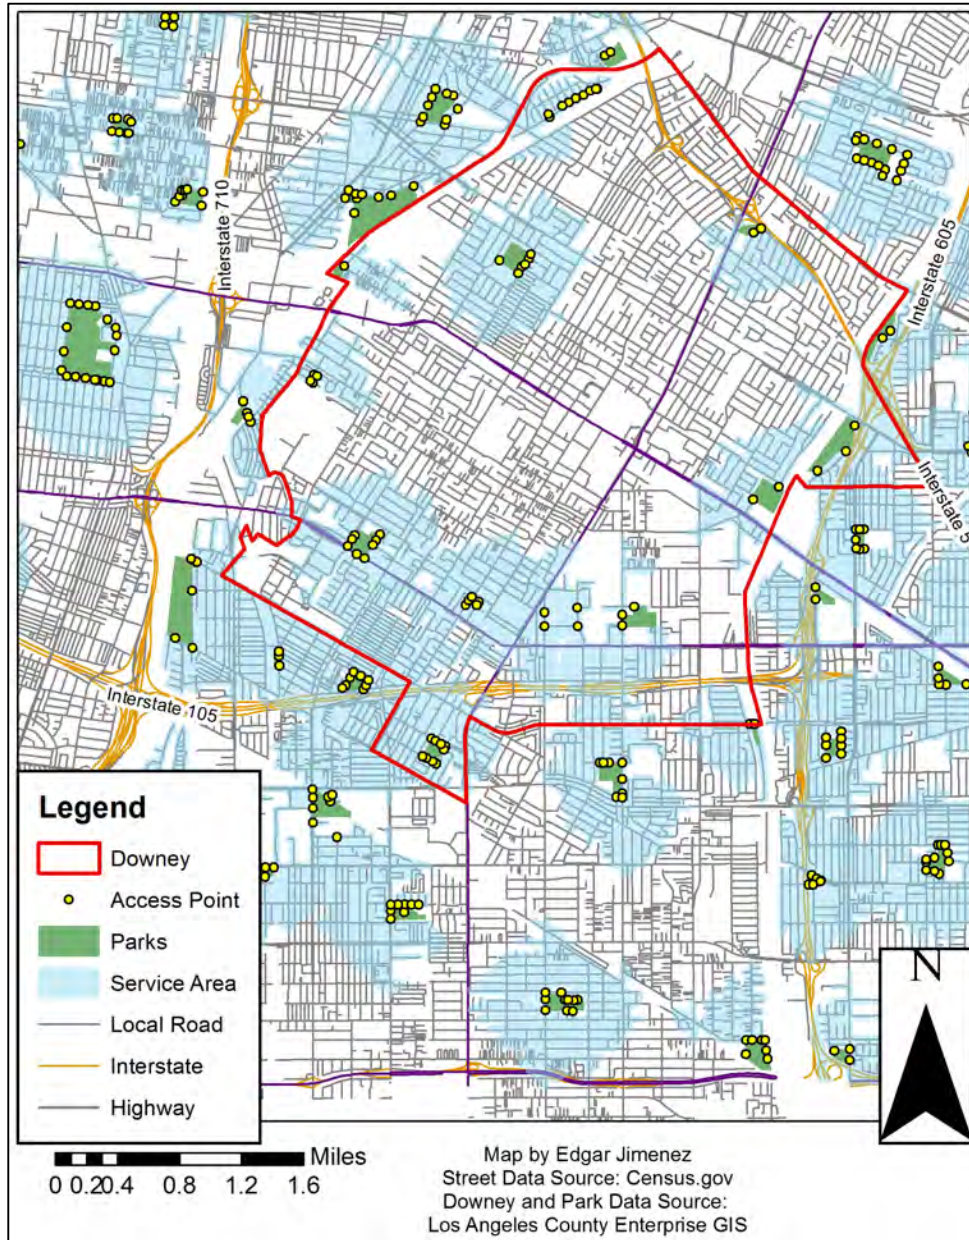 Interstate 710
Interstate 605
Interstate 5
Interstate 105
Legend
Downey
Access Point
Parks
Service Area
Local Road
Interstate
Highway
N
Miles
0 0.20.4 0.8 1.2 1.6
Map by Edgar Jimenez
Street Data Source: Census.gov
Downey and Park Data Source:
Los Angeles County Enterprise GIS